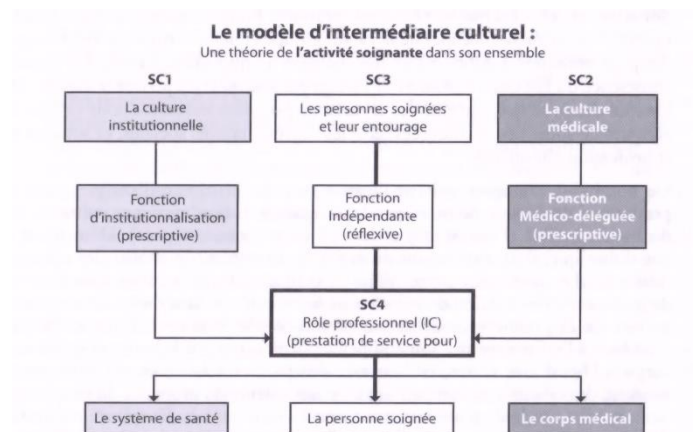 Le modèle d'intermédiaire culturel :
Une théorie de l'activité soignante dans son ensemble
SC1
SC3
SC2
La culture
institutionnelle
Les personnes soignées
et leur entourage
La culture
médicale
Fonction
d'institutionnalisation
(prescriptive)
Fonction
Indépendante
(réflexive)
Fonction
Médico-déléguée
(prescriptive)
SC4
Rôle professionnel (IC)
(prestation de service pour)
Le système de santé
La personne soignée
Le corps médical